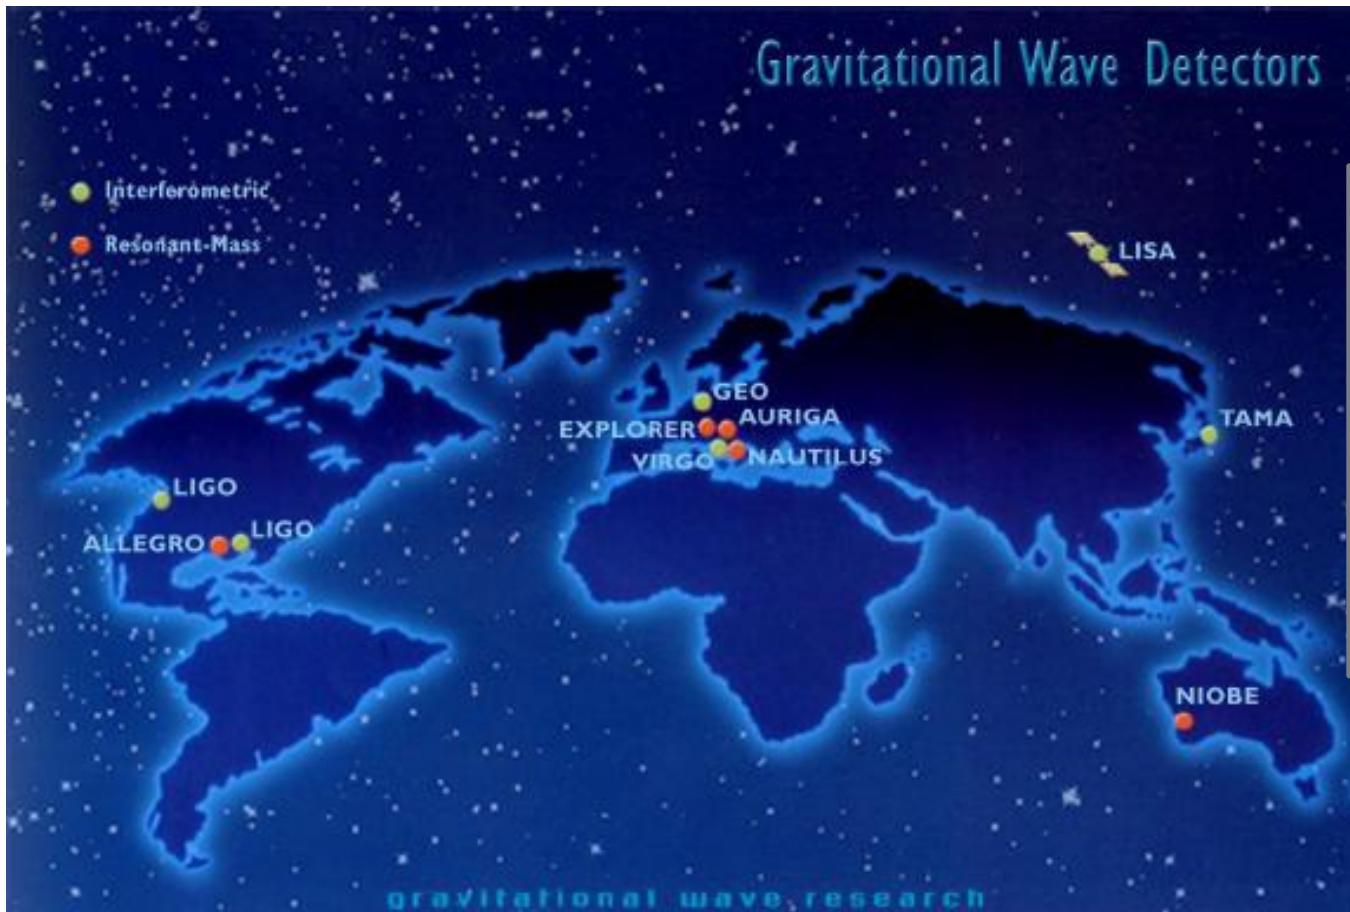 Gravitational Wave Detectors
Interferometric
Resonant-Mass
LISA
GEO
AURIGA
EXPLORER
TAMA
VIRGO
NAUTILUS
LIGO
LIGO
ALLEGRO
NIOBE
gravitational wave research